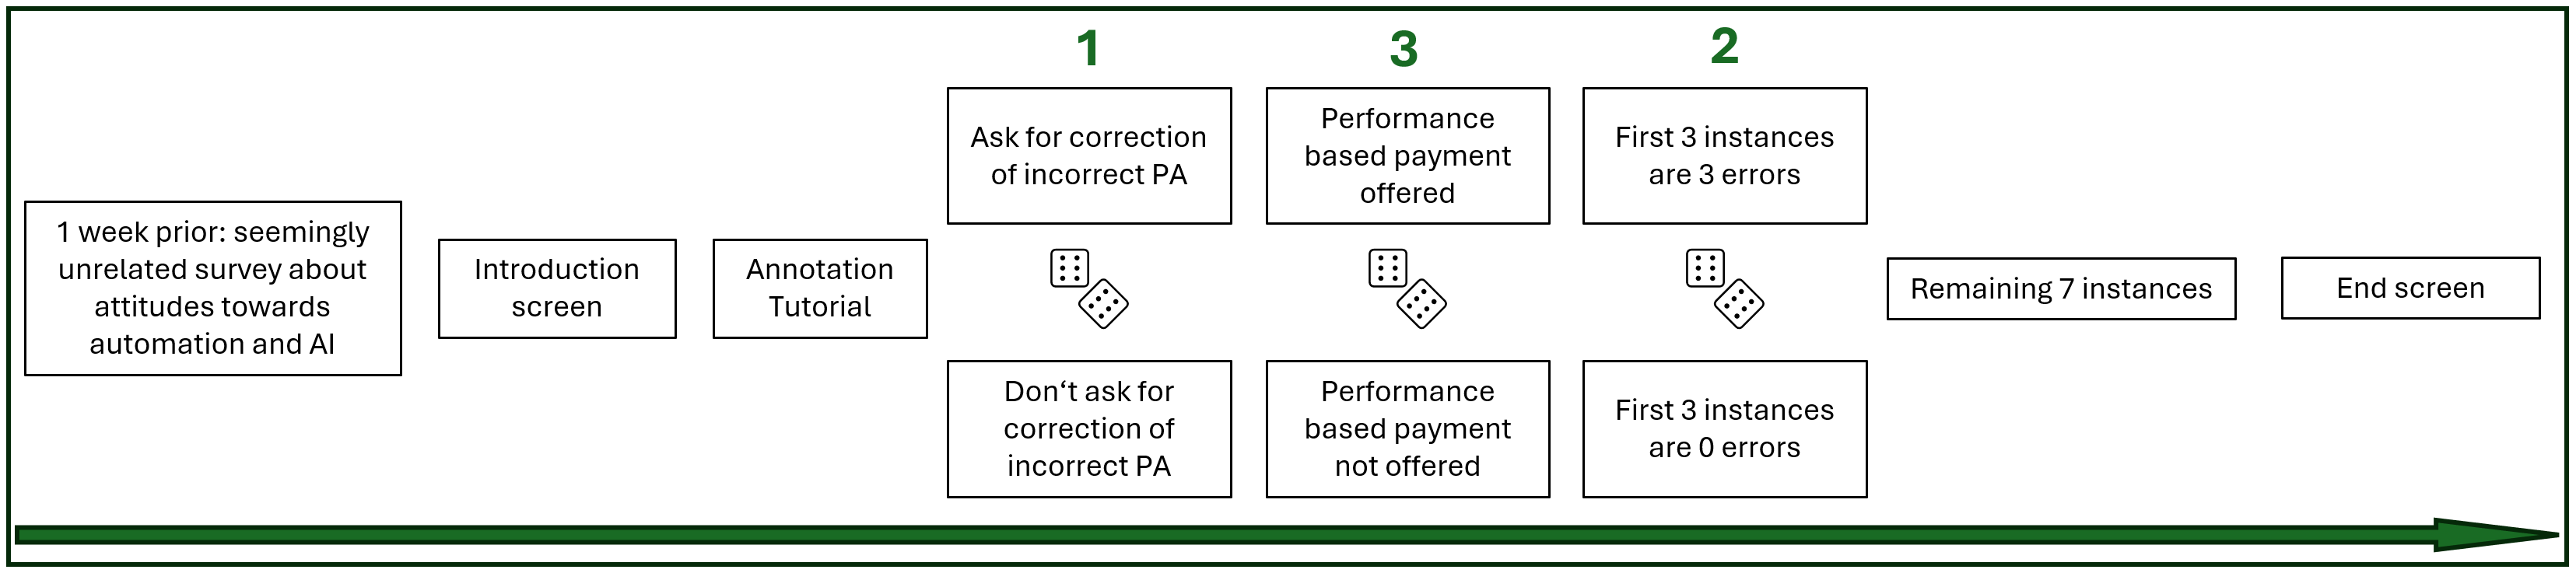 1 week prior: seemingly
unrelated survey about
attitudes towards
automation and AI
Introduction
screen
Annotation
Tutorial
1
Ask for correction
of incorrect PA
Don‘t ask for
correction of
incorrect PA
3
Performance
based payment
offered
Performance
based payment
not offered
2
First 3 instances
are 3 errors
First 3 instances
are 0 errors
Remaining 7 instances
End screen